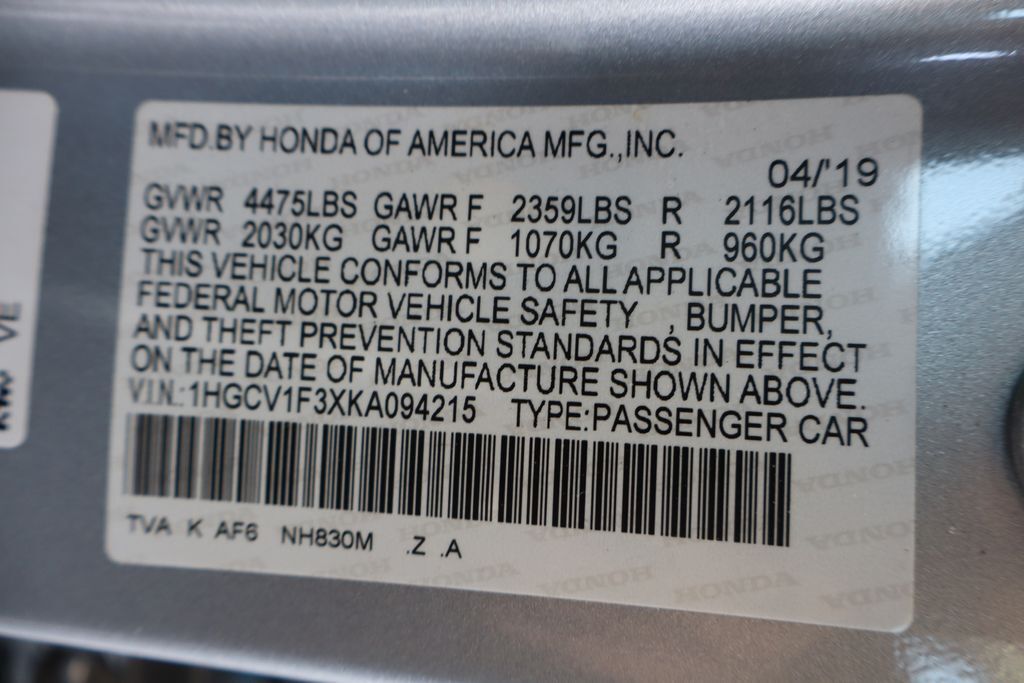 MFD.BY HONDA OF AMERICA MFG.,INC.
04/'19
GVWR 4475LBS GAWR F 2359LBS R 2116LBS
GVWR 2030KG GAWR F 1070KG R 960KG
THIS VEHICLE CONFORMS TO ALL APPLICABLE
FEDERAL MOTOR VEHICLE SAFETY , BUMPER,
AND THEFT PREVENTION STANDARDS IN EFFECT
ON THE DATE OF MANUFACTURE SHOWN ABOVE.
V.I.N.:1HGCV1F3XKA094215 TYPE:PASSENGER CAR
TVA K AF6 NH830M .Z .A
VE